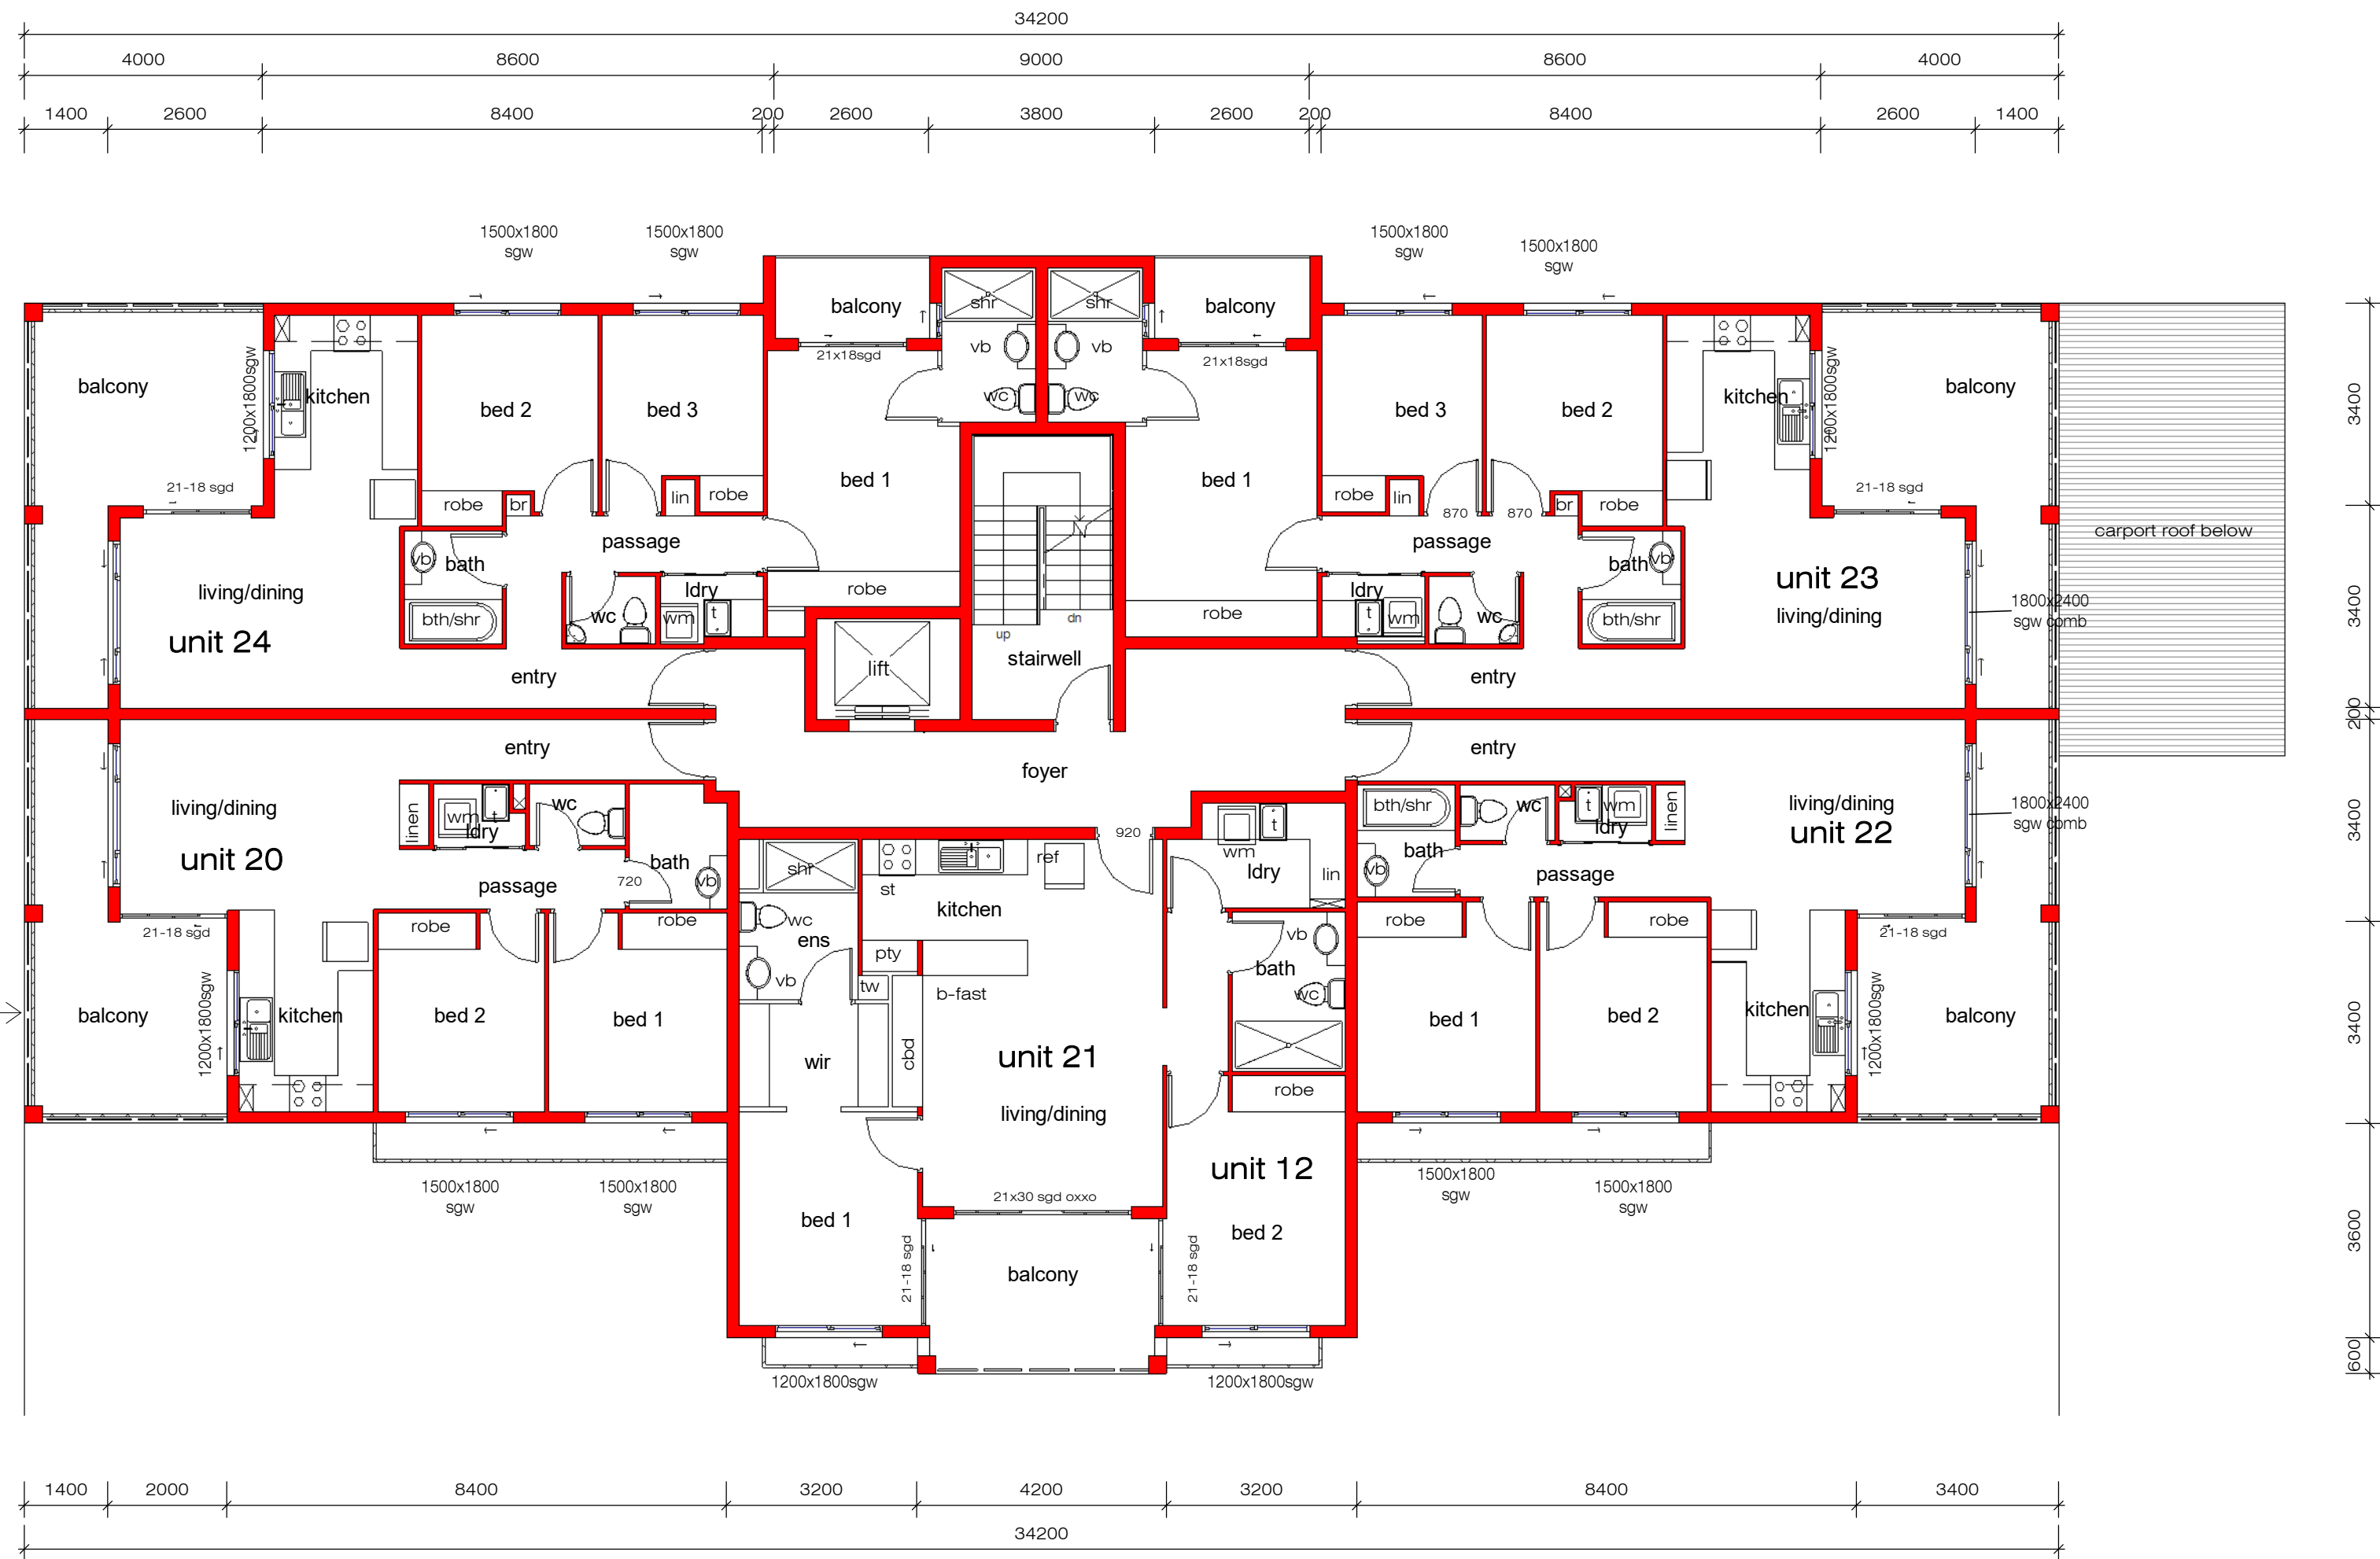 34200
4000 8600 9000 8600 4000
1400 2600 8400 200 2600 3800 2600 200 8400 2600 1400
1500x1800 sgw
1500x1800 sgw
1500x1800 sgw
1500x1800 sgw
balcony
1200x1800sgw
kitchen
bed 2
bed 3
balcony
21x18sgd
shr
vb
wc
shr
vb
wc
balcony
21x18sgd
bed 3
bed 2
kitchen
1200x1800sgw
balcony
3400
21-18 sgd
robe
br
lin
robe
bed 1
bed 1
robe
lin
870
870
br
robe
21-18 sgd
carport roof below
vb
bath
passage
passage
bath
vb
living/dining
unit 24
bth/shr
wc
ldry
wm
t
robe
up
dn
robe
ldry
t
wm
wc
bth/shr
unit 23
living/dining
1800x2400
sgw comb
3400
entry
lift
stairwell
entry
200
entry
foyer
entry
living/dining
unit 20
linen
wm
t
ldry
wc
bath
vb
720
passage
920
wm
t
ldry
lin
bth/shr
wc
t
wm
ldry
linen
bath
vb
passage
living/dining
unit 22
1800x2400
sgw comb
3400
21-18 sgd
robe
robe
shr
wc
ens
vb
st
ref
kitchen
pty
tw
b-fast
vb
bath
wc
robe
robe
21-18 sgd
balcony
1200x1800sgw
kitchen
bed 2
bed 1
wir
cbd
unit 21
living/dining
robe
bed 1
bed 2
kitchen
1200x1800sgw
balcony
3400
1500x1800
sgw
1500x1800
sgw
bed 1
21-18 sgd
21x30 sgd oxxo
balcony
21-18 sgd
unit 12
bed 2
1500x1800
sgw
1500x1800
sgw
3600
1200x1800sgw
1200x1800sgw
600
1400 2000 8400 3200 4200 3200 8400 3400
34200